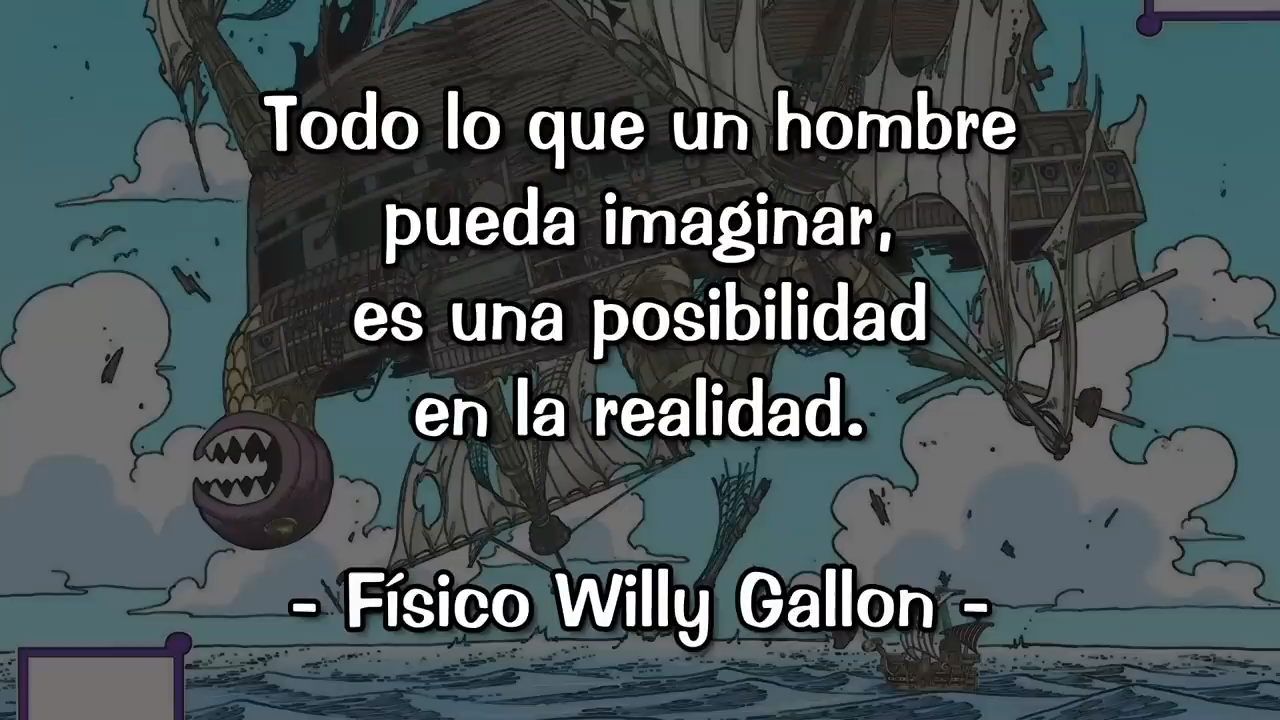 Todo lo que un hombre
pueda imaginar,
es una posibilidad
en la realidad.
- Físico Willy Gallon -